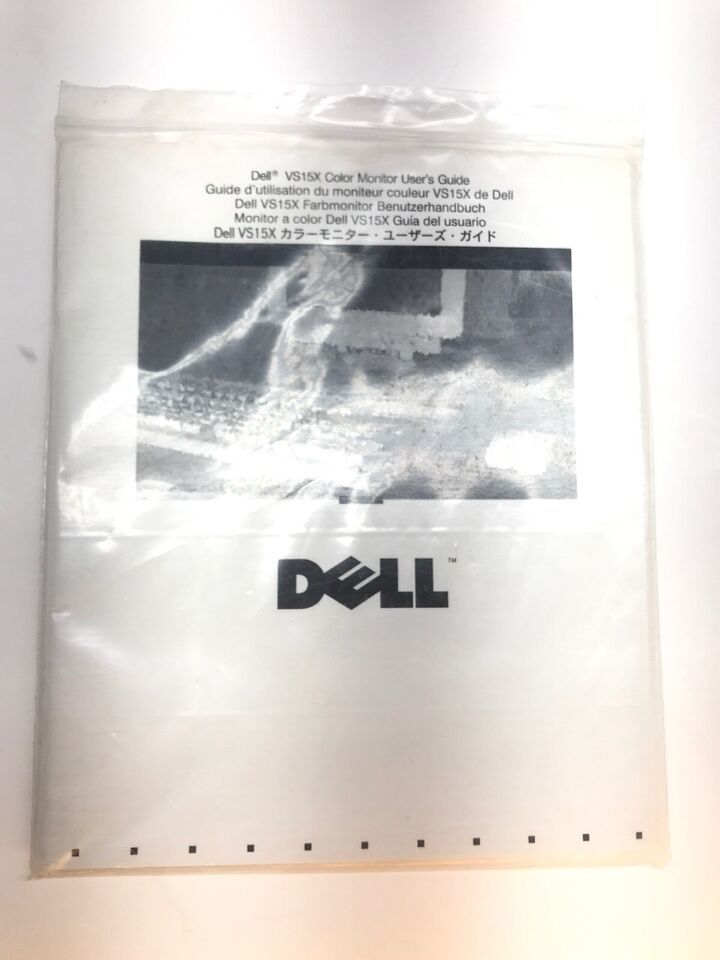 Dell® VS15X Color Monitor User's Guide
Guide d'utilisation du moniteur couleur VS15X de Dell
Dell VS15X Farbmonitor Benutzerhandbuch
Monitor a color Dell VS15X Guía del usuario
Dell VS15X カラーモニター・ユーザーズ・ガイド
DELL™